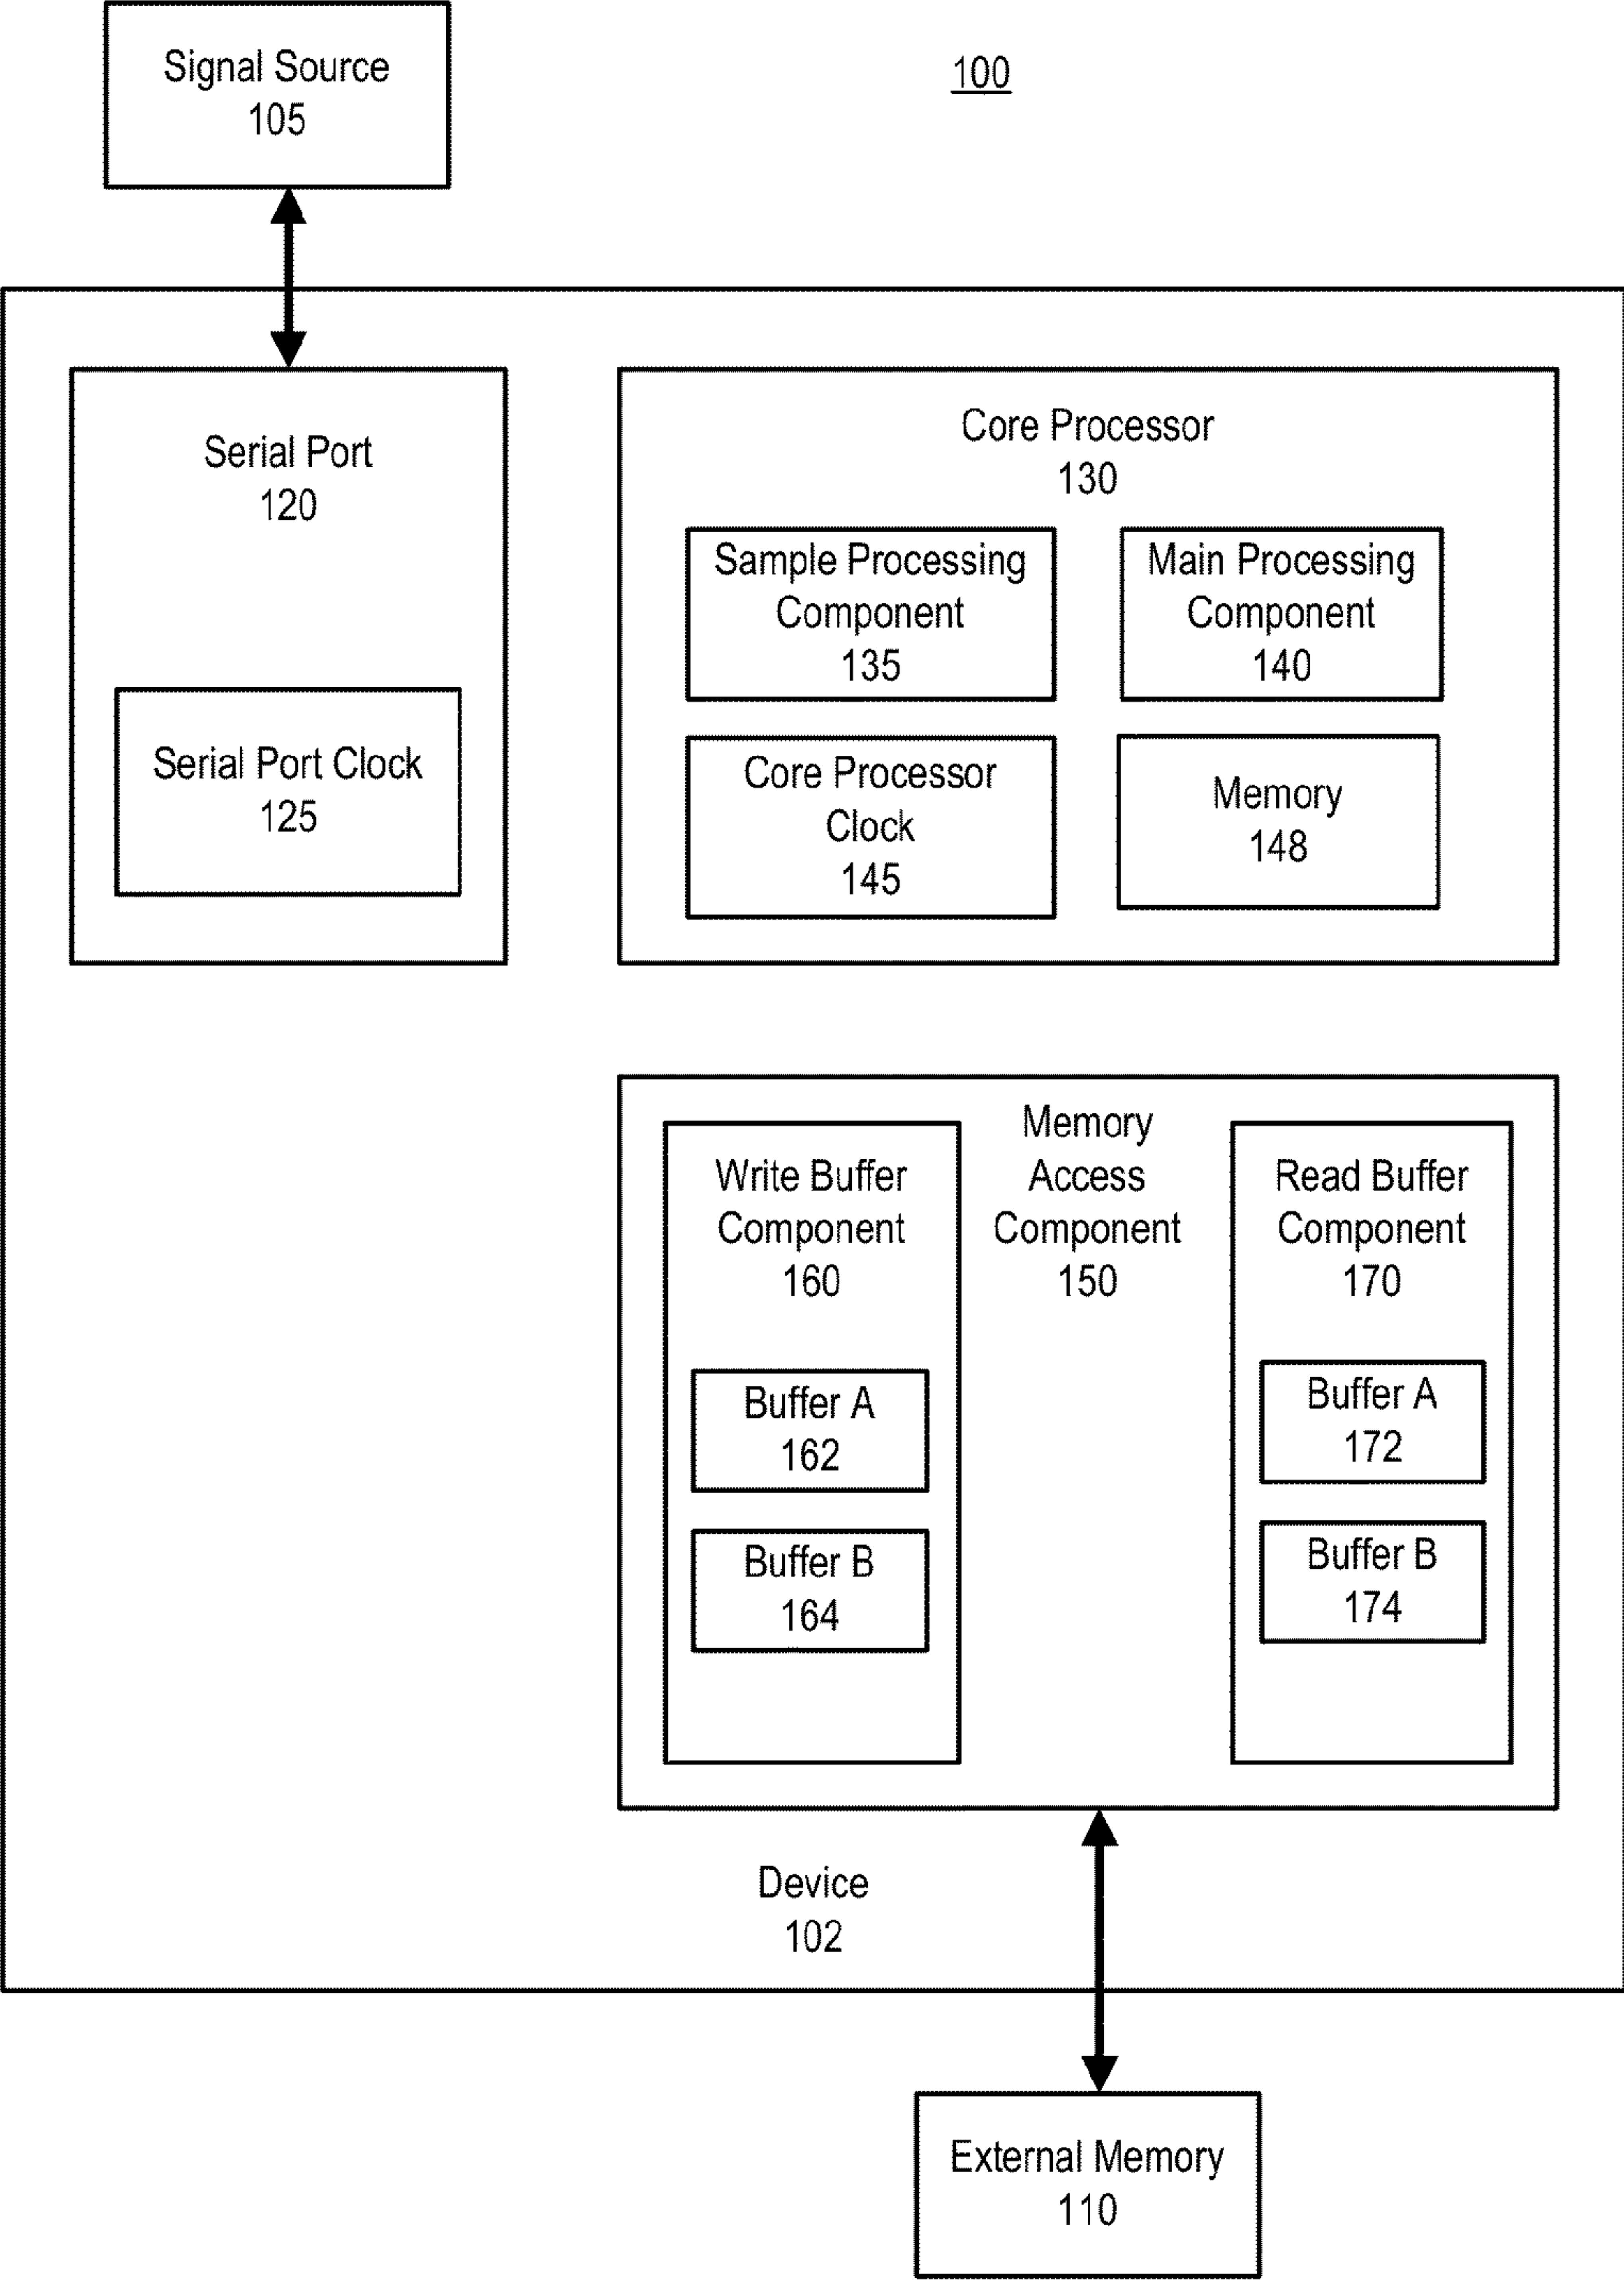 Signal Source
105
100
Serial Port
120
Serial Port Clock
125
Core Processor
130
Sample Processing
Component
135
Main Processing
Component
140
Core Processor
Clock
145
Memory
148
Memory
Access
Component
150
Write Buffer
Component
160
Buffer A
162
Buffer B
164
Read Buffer
Component
170
Buffer A
172
Buffer B
174
Device
102
External Memory
110